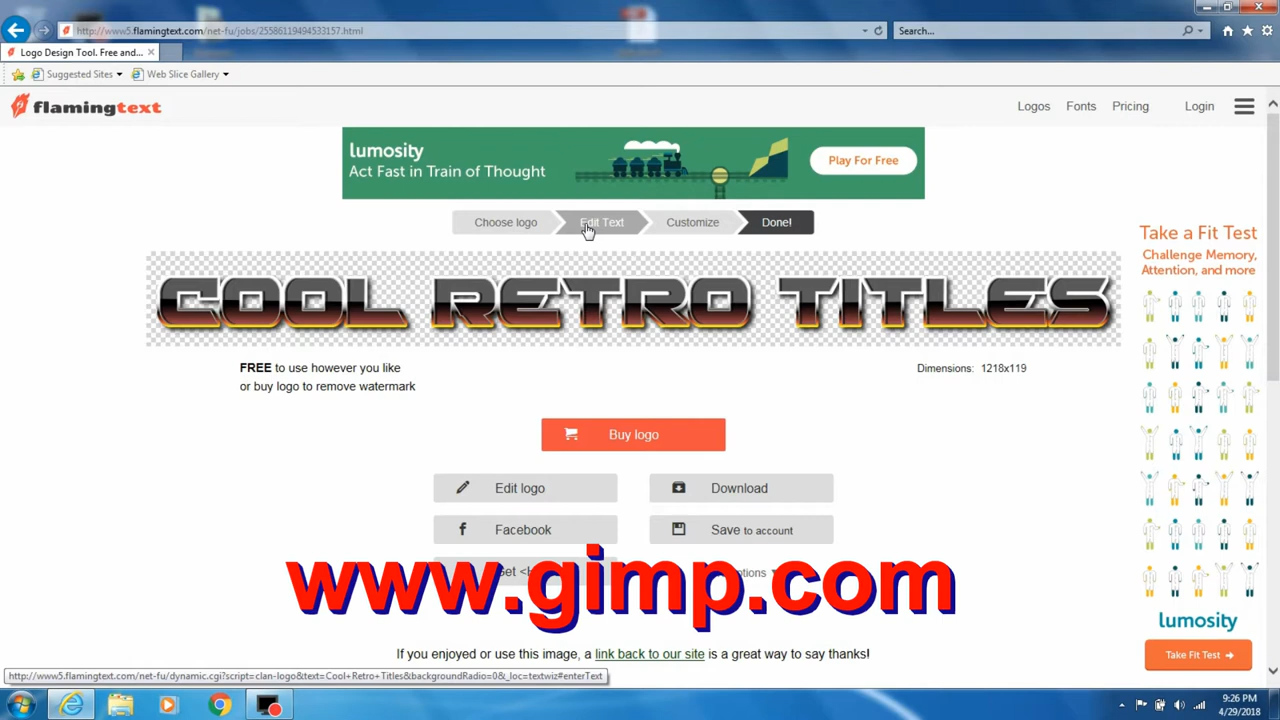 http://www5.flamingtext.com/net-fu/jobs/25586119494533157.html
Search...
Logo Design Tool. Free and...
Suggested Sites
Web Slice Gallery
flamingtext
Logos Fonts Pricing Login
lumosity
Act Fast in Train of Thought
Play For Free
Choose logo Edit Text Customize Done!
Take a Fit Test
Challenge Memory,
Attention, and more
COOL RETRO TITLES
FREE to use however you like
or buy logo to remove watermark
Dimensions: 1218x119
Buy logo
Edit logo Download
Facebook Save to account
www.gimp.com
lumosity
Take Fit Test
If you enjoyed or use this image, a link back to our site is a great way to say thanks!
http://www5.flamingtext.com/net-fu/dynamic.cgi?script=clan-logo&text=Cool+Retro+Titles&backgroundRadio=0&_loc=textwiz#enterText
9:26 PM
4/29/2018